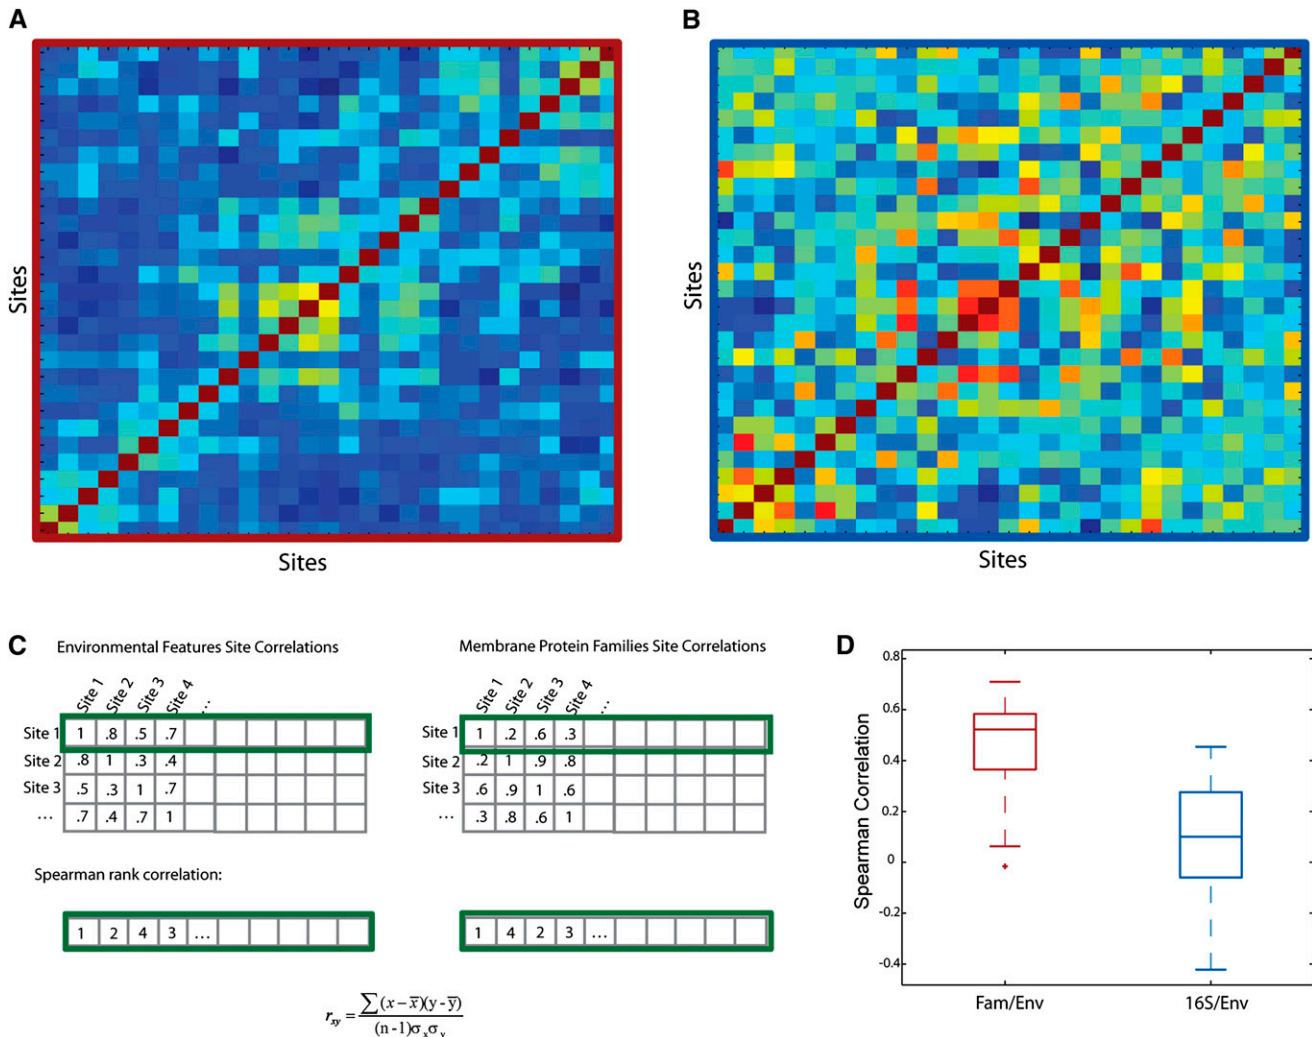 A
B
Sites
Sites
Sites
Sites
C
Environmental Features Site Correlations
Site 1 Site 2 Site 3 Site 4 ...
Site 1 1 .8 .5 .7
Site 2 .8 1 .3 .4
Site 3 .5 .3 1 .7
... .7 .4 .7 1
Membrane Protein Families Site Correlations
Site 1 Site 2 Site 3 Site 4 ...
Site 1 1 .2 .6 .3
Site 2 .2 1 .9 .8
Site 3 .6 .9 1 .6
... .3 .8 .6 1
Spearman rank correlation:
1 2 4 3 ...
1 4 2 3 ...
r_xy = ∑(x − x̅)(y - y̅) / (n -1)σ_x σ_y
D
Spearman Correlation
0.8
0.6
0.4
0.2
0
-0.2
-0.4
Fam/Env
16S/Env